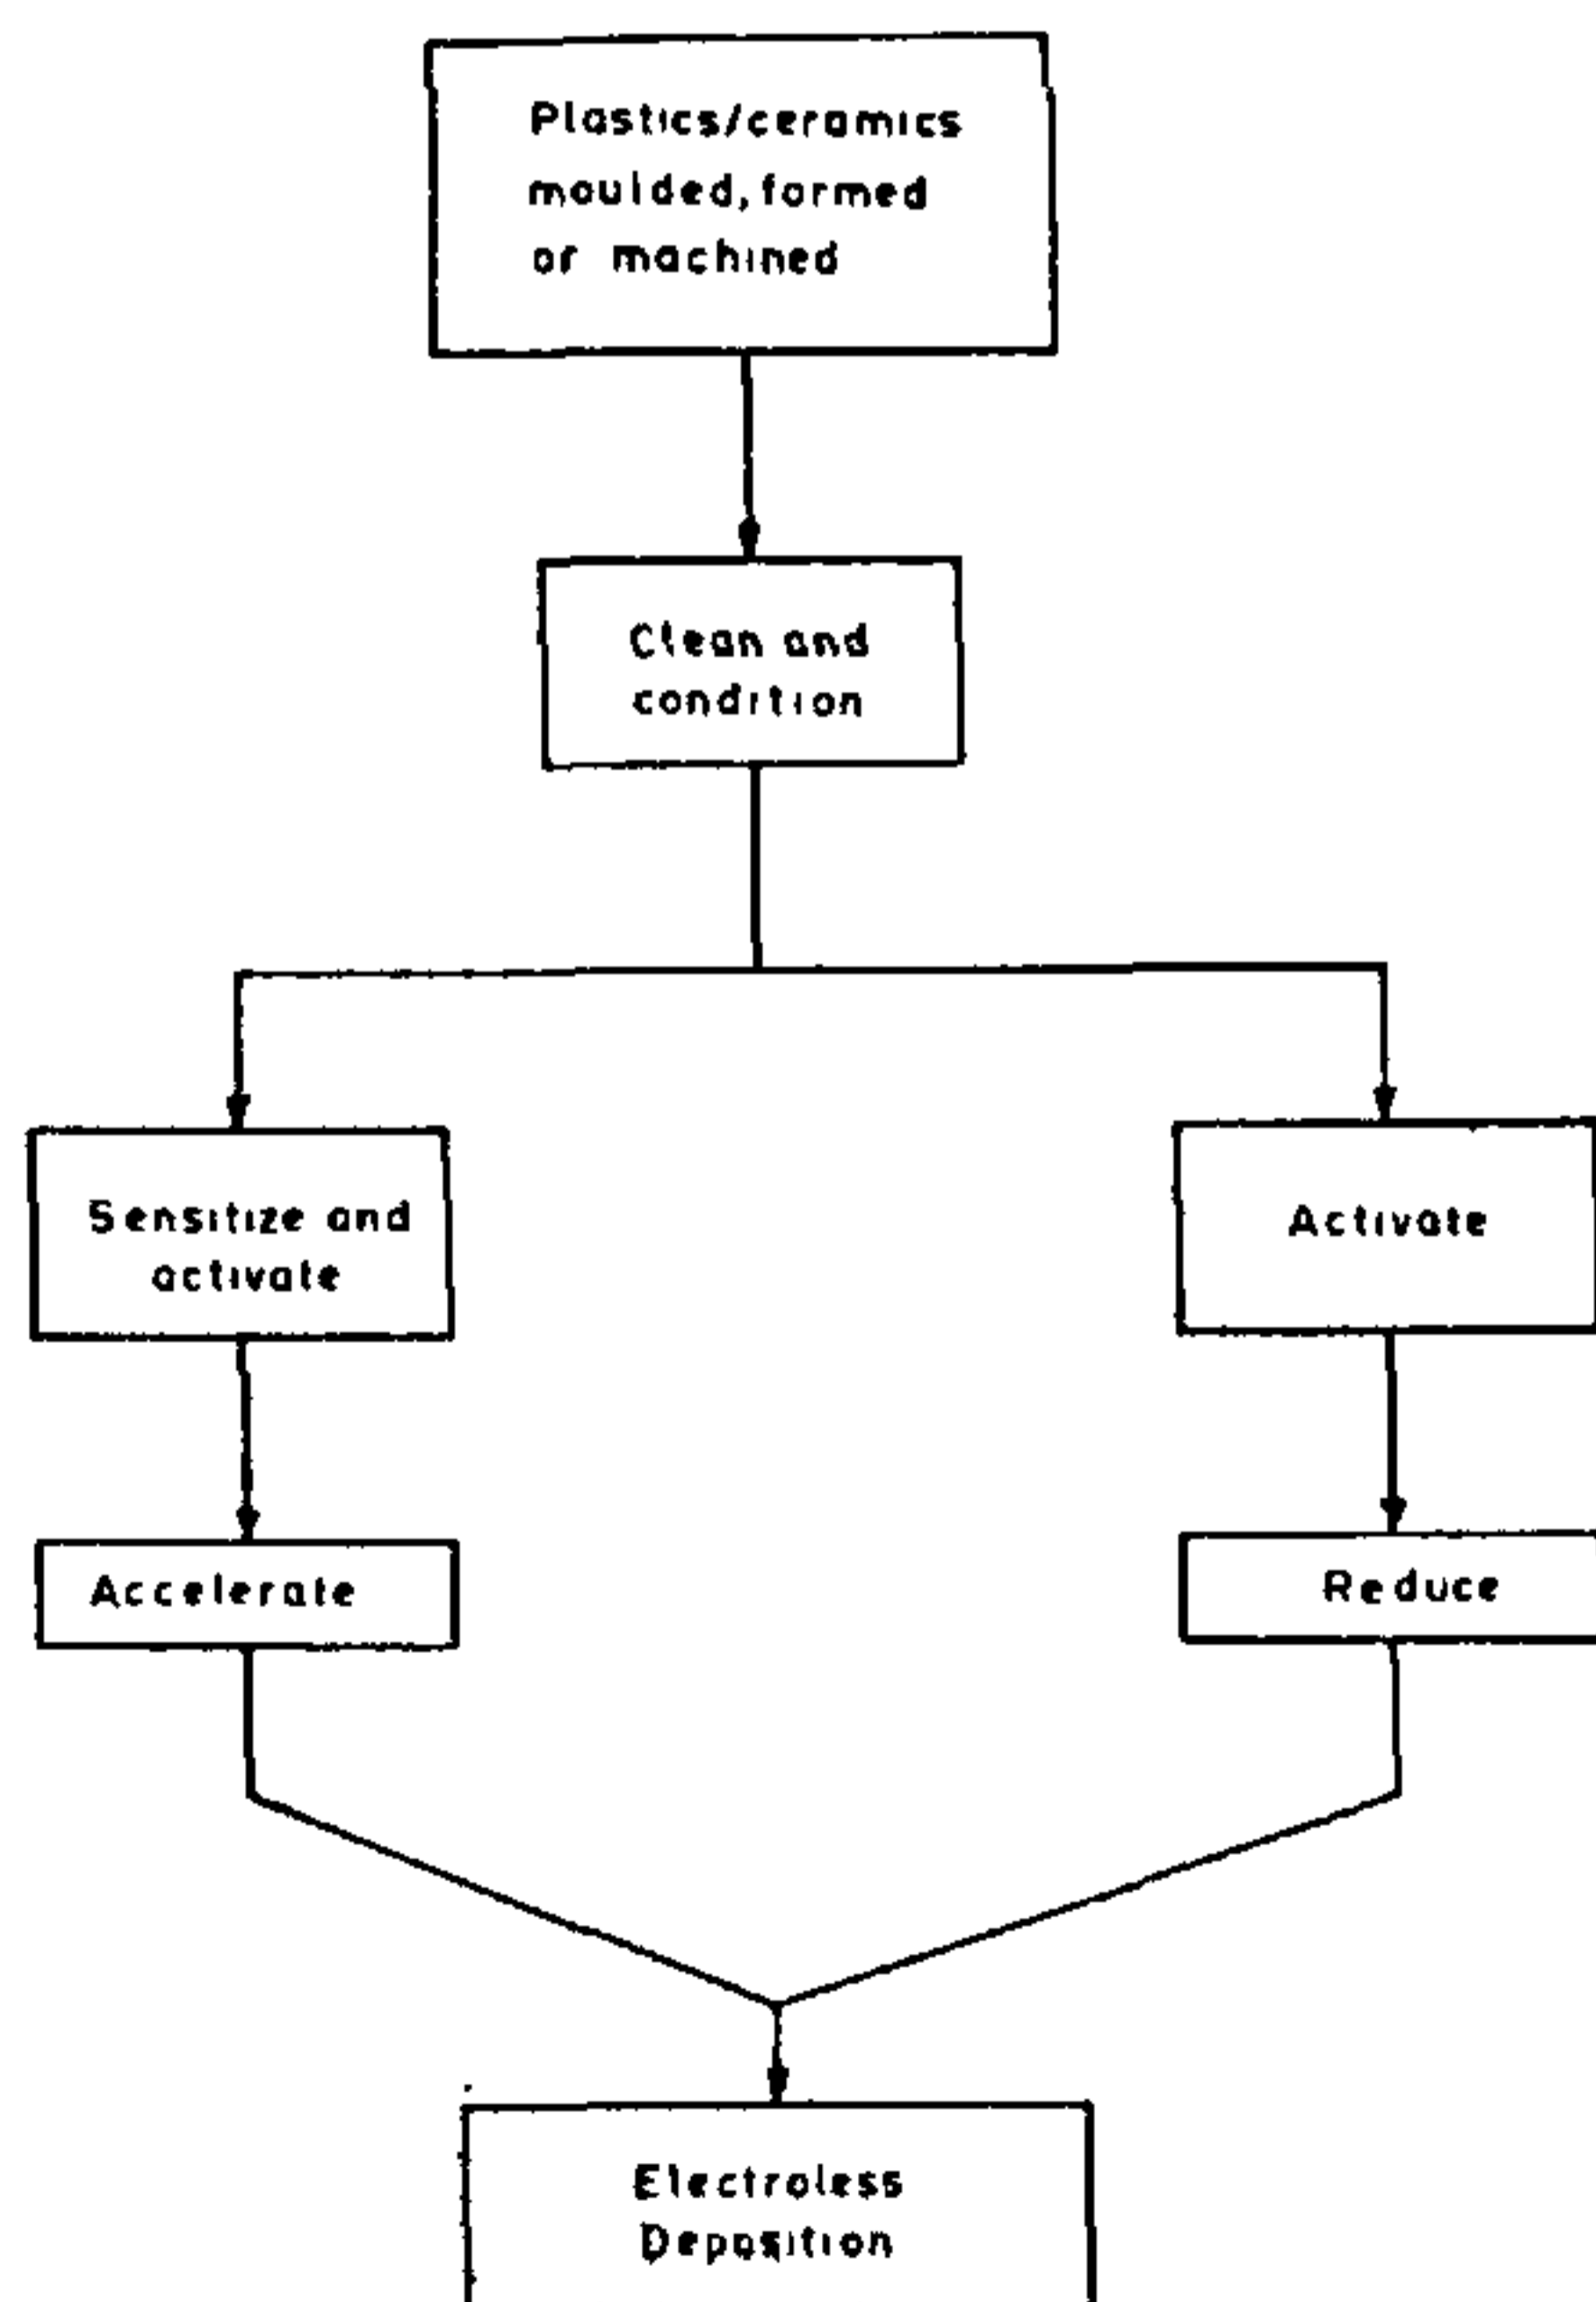 Plastics/ceramics
moulded, formed
or machined
Clean and
condition
Sensitize and
activate
Activate
Accelerate
Reduce
Electroless
Deposition